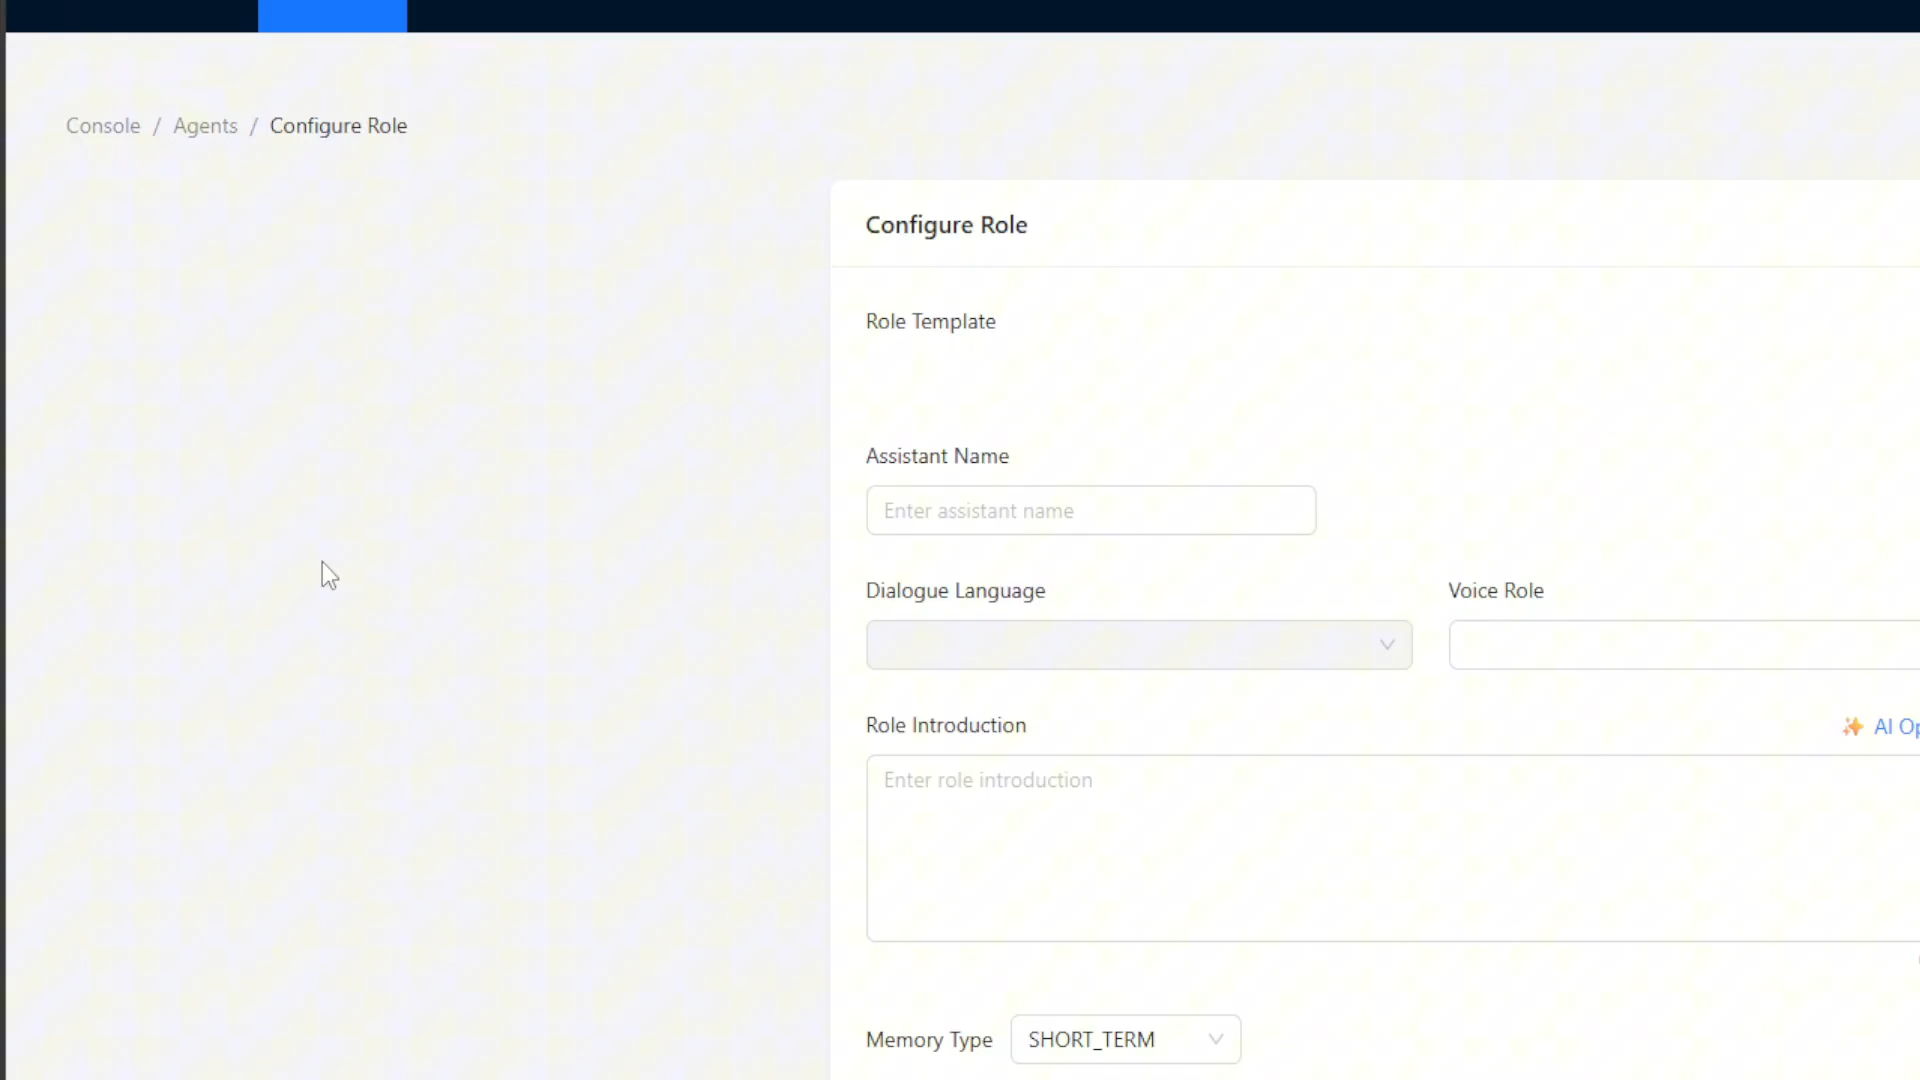 Console / Agents / Configure Role
Configure Role
Role Template
Assistant Name
Enter assistant name
Dialogue Language
Voice Role
Role Introduction
AI
Enter role introduction
Memory Type
SHORT_TERM